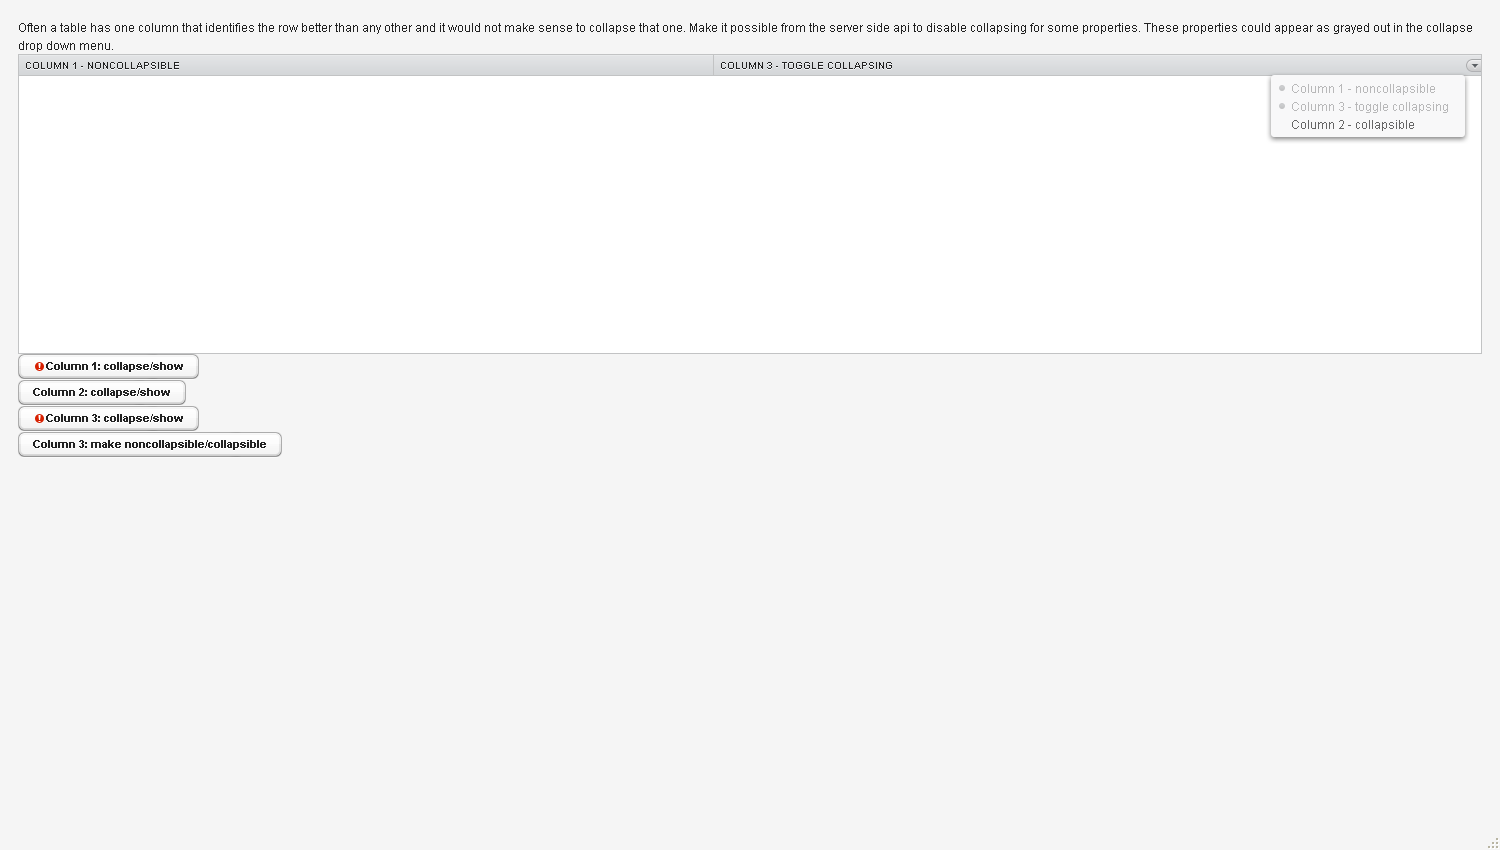 Often a table has one column that identifies the row better than any other and it would not make sense to collapse that one. Make it possible from the server side api to disable collapsing for some properties. These properties could appear as grayed out in the collapse
drop down menu.
COLUMN 1 - NONCOLLAPSIBLE
COLUMN 3 - TOGGLE COLLAPSING
Column 1 - noncollapsible
Column 3 - toggle collapsing
Column 2 - collapsible
Column 1: collapse/show
Column 2: collapse/show
Column 3: collapse/show
Column 3: make noncollapsible/collapsible